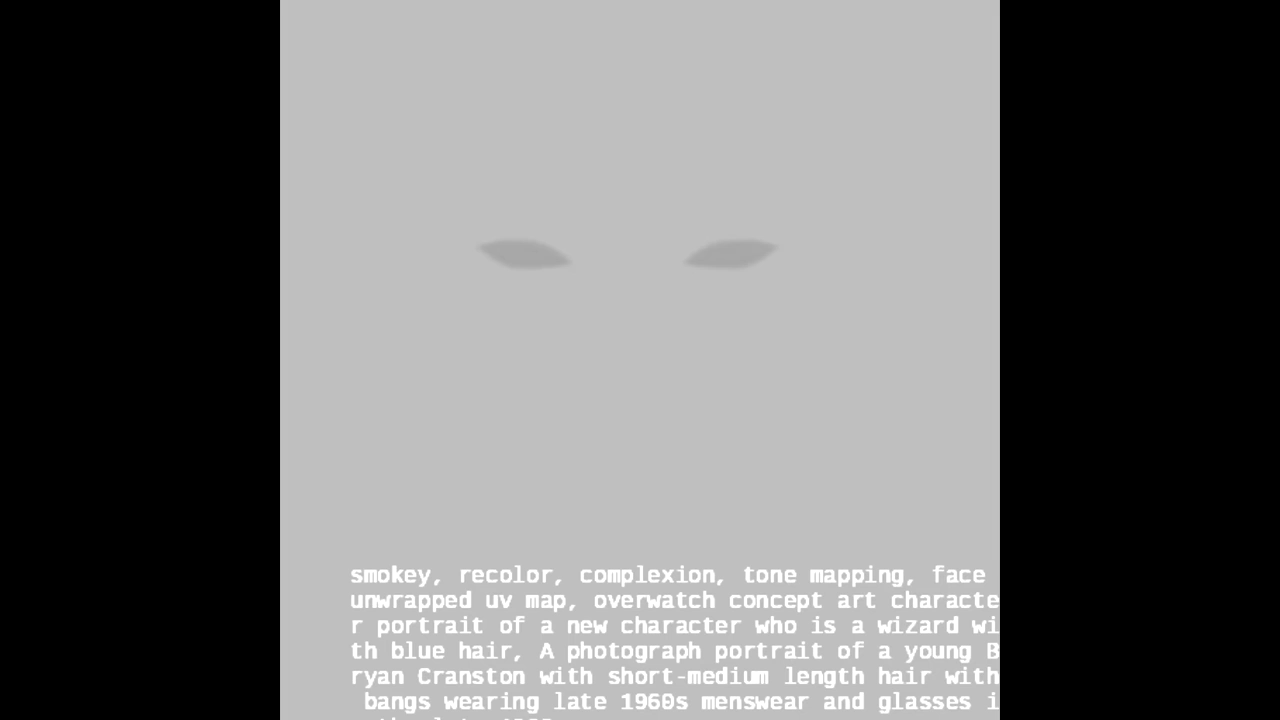 smokey, recolor, complexion, tone mapping, face
unwrapped uv map, overwatch concept art characte
r portrait of a new character who is a wizard wi
th blue hair, A photograph portrait of a young B
ryan Cranston with short-medium length hair with
bangs wearing late 1960s menswear and glasses i